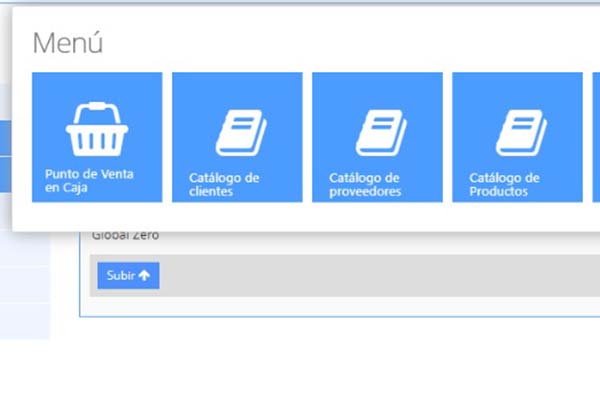 Menú
Punto de Venta
en Caja
Catálogo de
clientes
Catálogo de
proveedores
Catálogo de
Productos
Global Zero
Subir